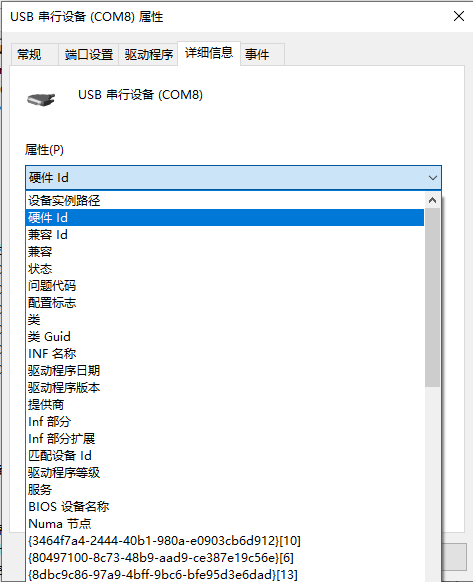 USB 串行设备 (COM8) 属性
常规 端口设置 驱动程序 详细信息 事件
USB 串行设备 (COM8)
属性(P)
硬件 Id
设备实例路径
硬件 Id
兼容 Id
兼容
状态
问题代码
配置标志
类
类 Guid
INF 名称
驱动程序日期
驱动程序版本
提供商
Inf 部分
Inf 部分扩展
匹配设备 Id
驱动程序等级
服务
BIOS 设备名称
Numa 节点
{3464f7a4-2444-40b1-980a-e0903cb6d912}[10]
{80497100-8c73-48b9-aad9-ce387e19c56e}[6]
{8dbc9c86-97a9-4bff-9bc6-bfe95d3e6dad}[13]